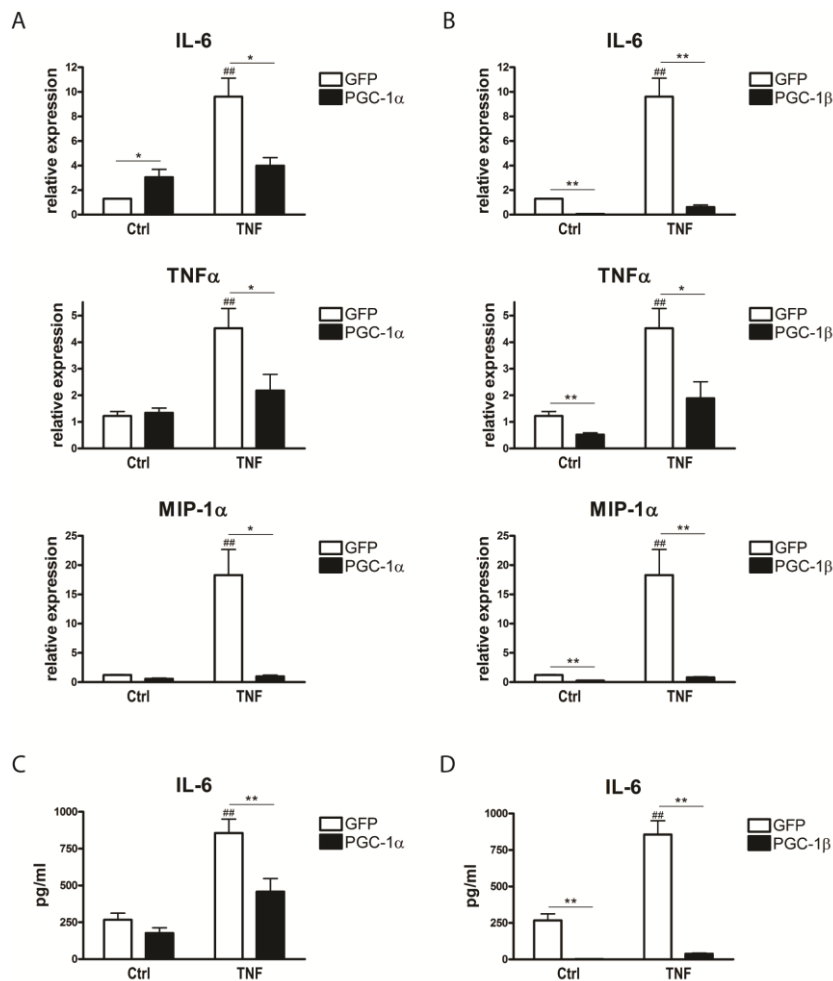 A
IL-6
relative expression
12
10
8
6
4
2
0
*
##
*
Ctrl
TNF
GFP
PGC-1α
B
IL-6
relative expression
12
10
8
6
4
2
0
**
##
**
Ctrl
TNF
GFP
PGC-1β
TNFα
relative expression
5
4
3
2
1
0
##
*
Ctrl
TNF
GFP
PGC-1α
TNFα
relative expression
5
4
3
2
1
0
**
##
*
Ctrl
TNF
GFP
PGC-1β
MIP-1α
relative expression
25
20
15
10
5
0
##
*
Ctrl
TNF
GFP
PGC-1α
MIP-1α
relative expression
25
20
15
10
5
0
**
##
**
Ctrl
TNF
GFP
PGC-1β
C
IL-6
pg/ml
1000
750
500
250
0
##
**
Ctrl
TNF
GFP
PGC-1α
D
IL-6
pg/ml
1000
750
500
250
0
**
##
**
Ctrl
TNF
GFP
PGC-1β